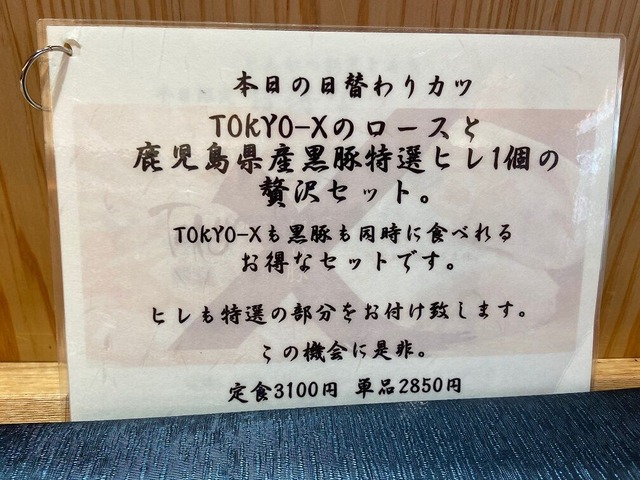 本日の日替わりカツ
TOKYO-Xのロースと
鹿児島県産黒豚特選ヒレ1個の
贅沢セット。
TOKYO-Xも黒豚も同時に食べれる
お得なセットです。
ヒレも特選の部分をお付け致します。
この機会に是非。
定食3100円 単品2850円